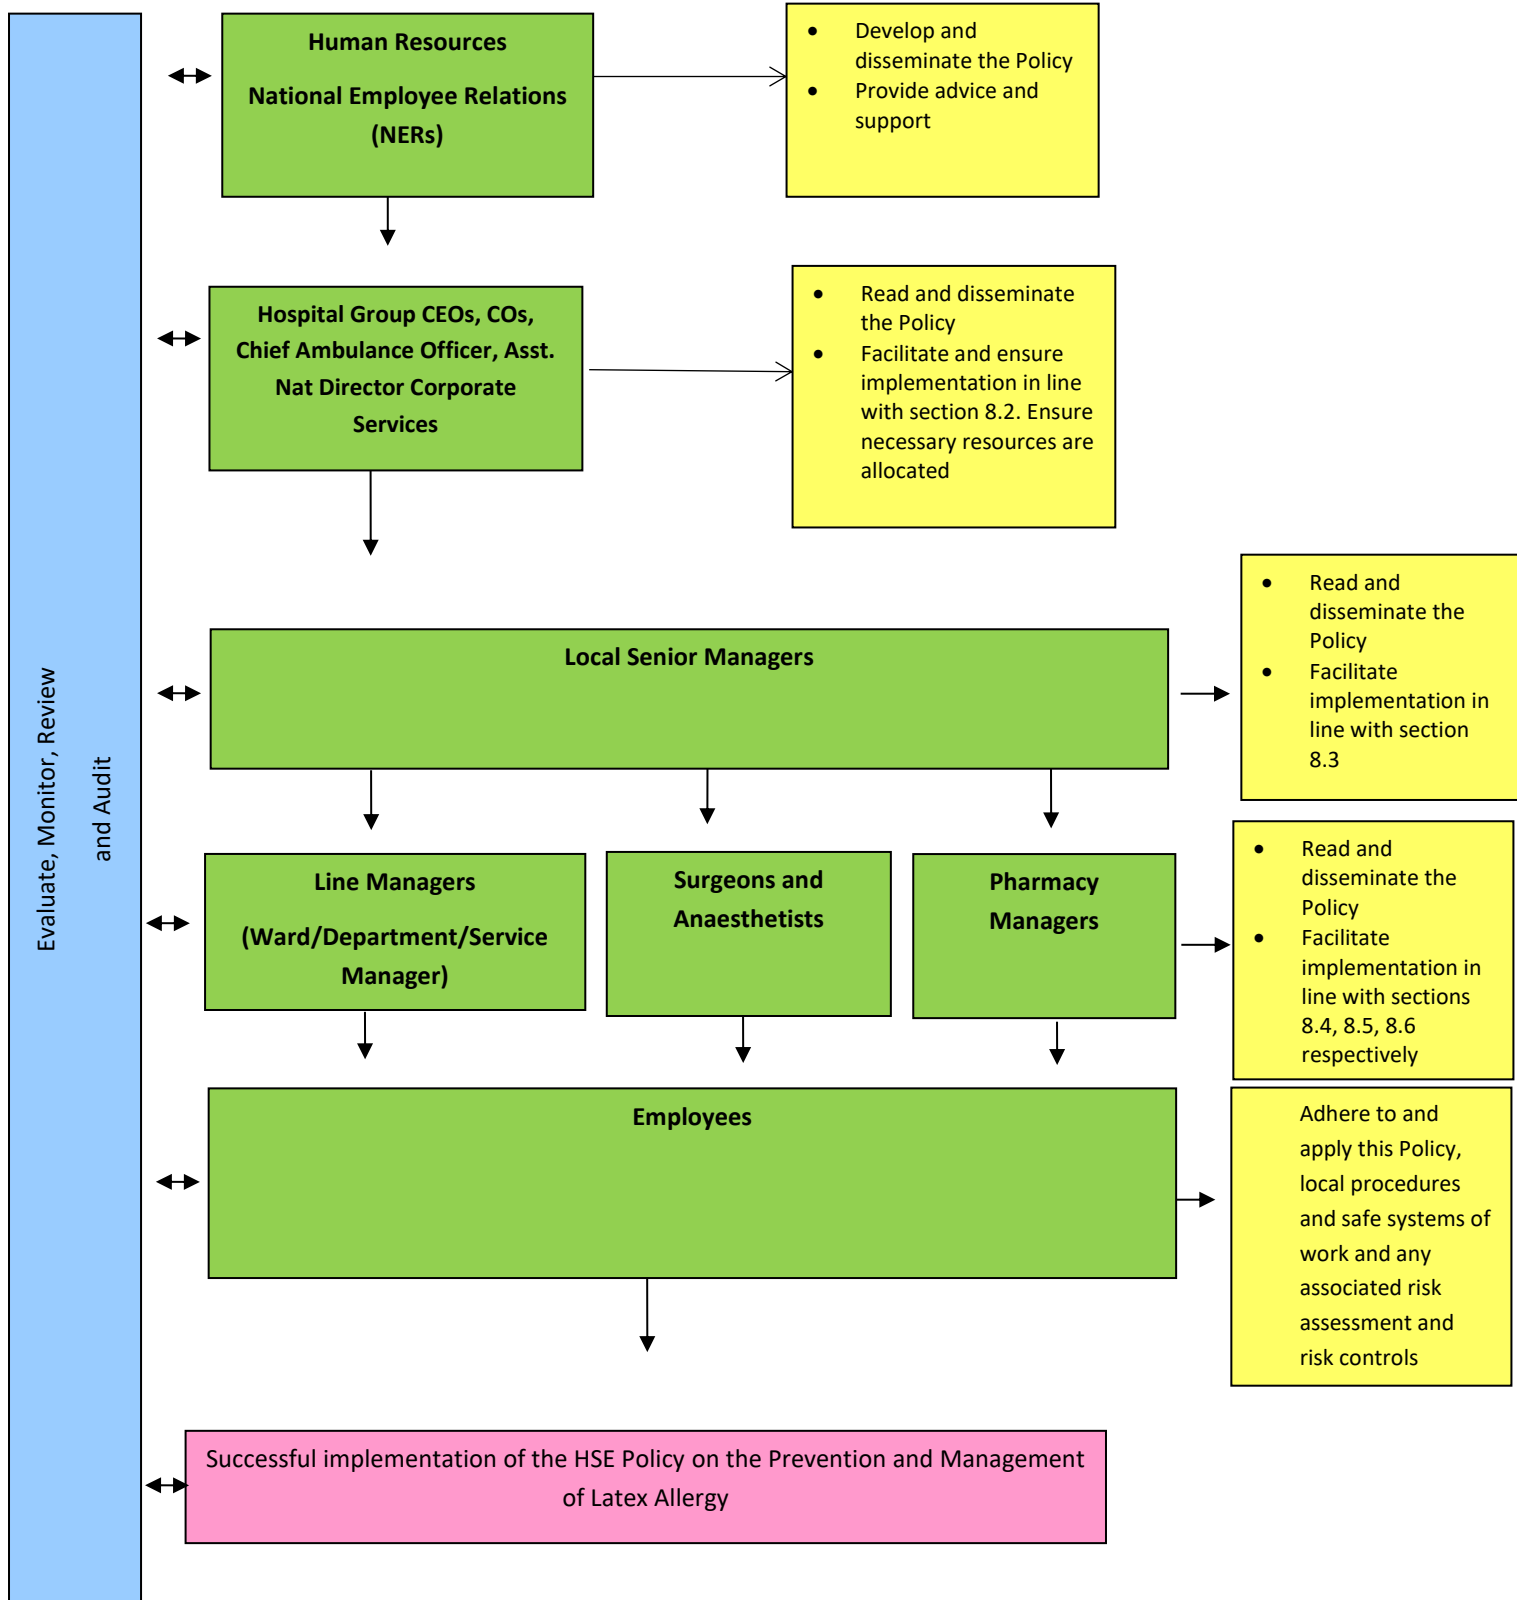 Evaluate, Monitor, Review
and Audit
Human Resources
National Employee Relations
(NERs)
• Develop and
disseminate the Policy
• Provide advice and
support
Hospital Group CEOs, COs,
Chief Ambulance Officer, Asst.
Nat Director Corporate
Services
• Read and disseminate
the Policy
• Facilitate and ensure
implementation in line
with section 8.2. Ensure
necessary resources are
allocated
Local Senior Managers
• Read and
disseminate the
Policy
• Facilitate
implementation in
line with section
8.3
Line Managers
(Ward/Department/Service
Manager)
Surgeons and
Anaesthetists
Pharmacy
Managers
• Read and
disseminate the
Policy
• Facilitate
implementation in
line with sections
8.4, 8.5, 8.6
respectively
Employees
Adhere to and
apply this Policy,
local procedures
and safe systems of
work and any
associated risk
assessment and
risk controls
Successful implementation of the HSE Policy on the Prevention and Management
of Latex Allergy